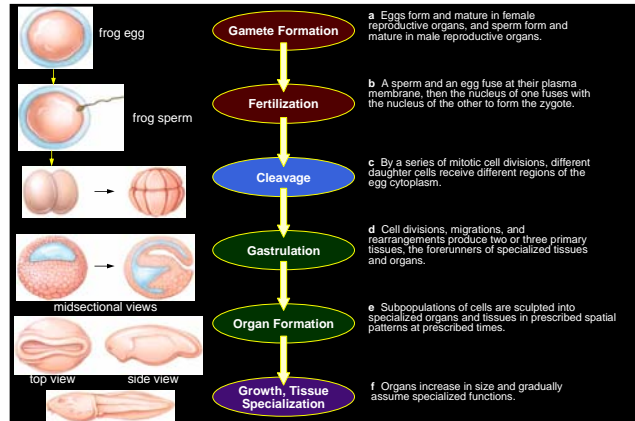 frog egg
Gamete Formation
a Eggs form and mature in female
reproductive organs, and sperm form and
mature in male reproductive organs.
frog sperm
Fertilization
b A sperm and an egg fuse at their plasma
membrane, then the nucleus of one fuses with
the nucleus of the other to form the zygote.
Cleavage
c By a series of mitotic cell divisions, different
daughter cells receive different regions of the
egg cytoplasm.
midsectional views
Gastrulation
d Cell divisions, migrations, and
rearrangements produce two or three primary
tissues, the forerunners of specialized tissues
and organs.
top view
side view
Organ Formation
e Subpopulations of cells are sculpted into
specialized organs and tissues in prescribed spatial
patterns at prescribed times.
Growth, Tissue
Specialization
f Organs increase in size and gradually
assume specialized functions.